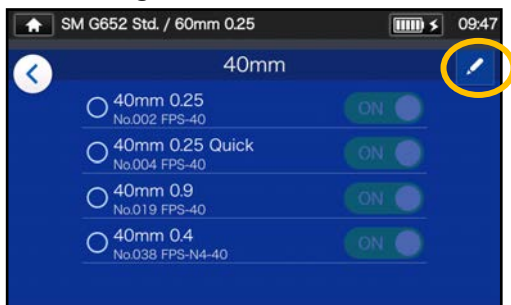 SM G652 Std. / 60mm 0.25 09:47
40mm
40mm 0.25 ON
No.002 FPS-40
40mm 0.25 Quick ON
No.004 FPS-40
40mm 0.9 ON
No.019 FPS-40
40mm 0.4 ON
No.038 FPS-N4-40